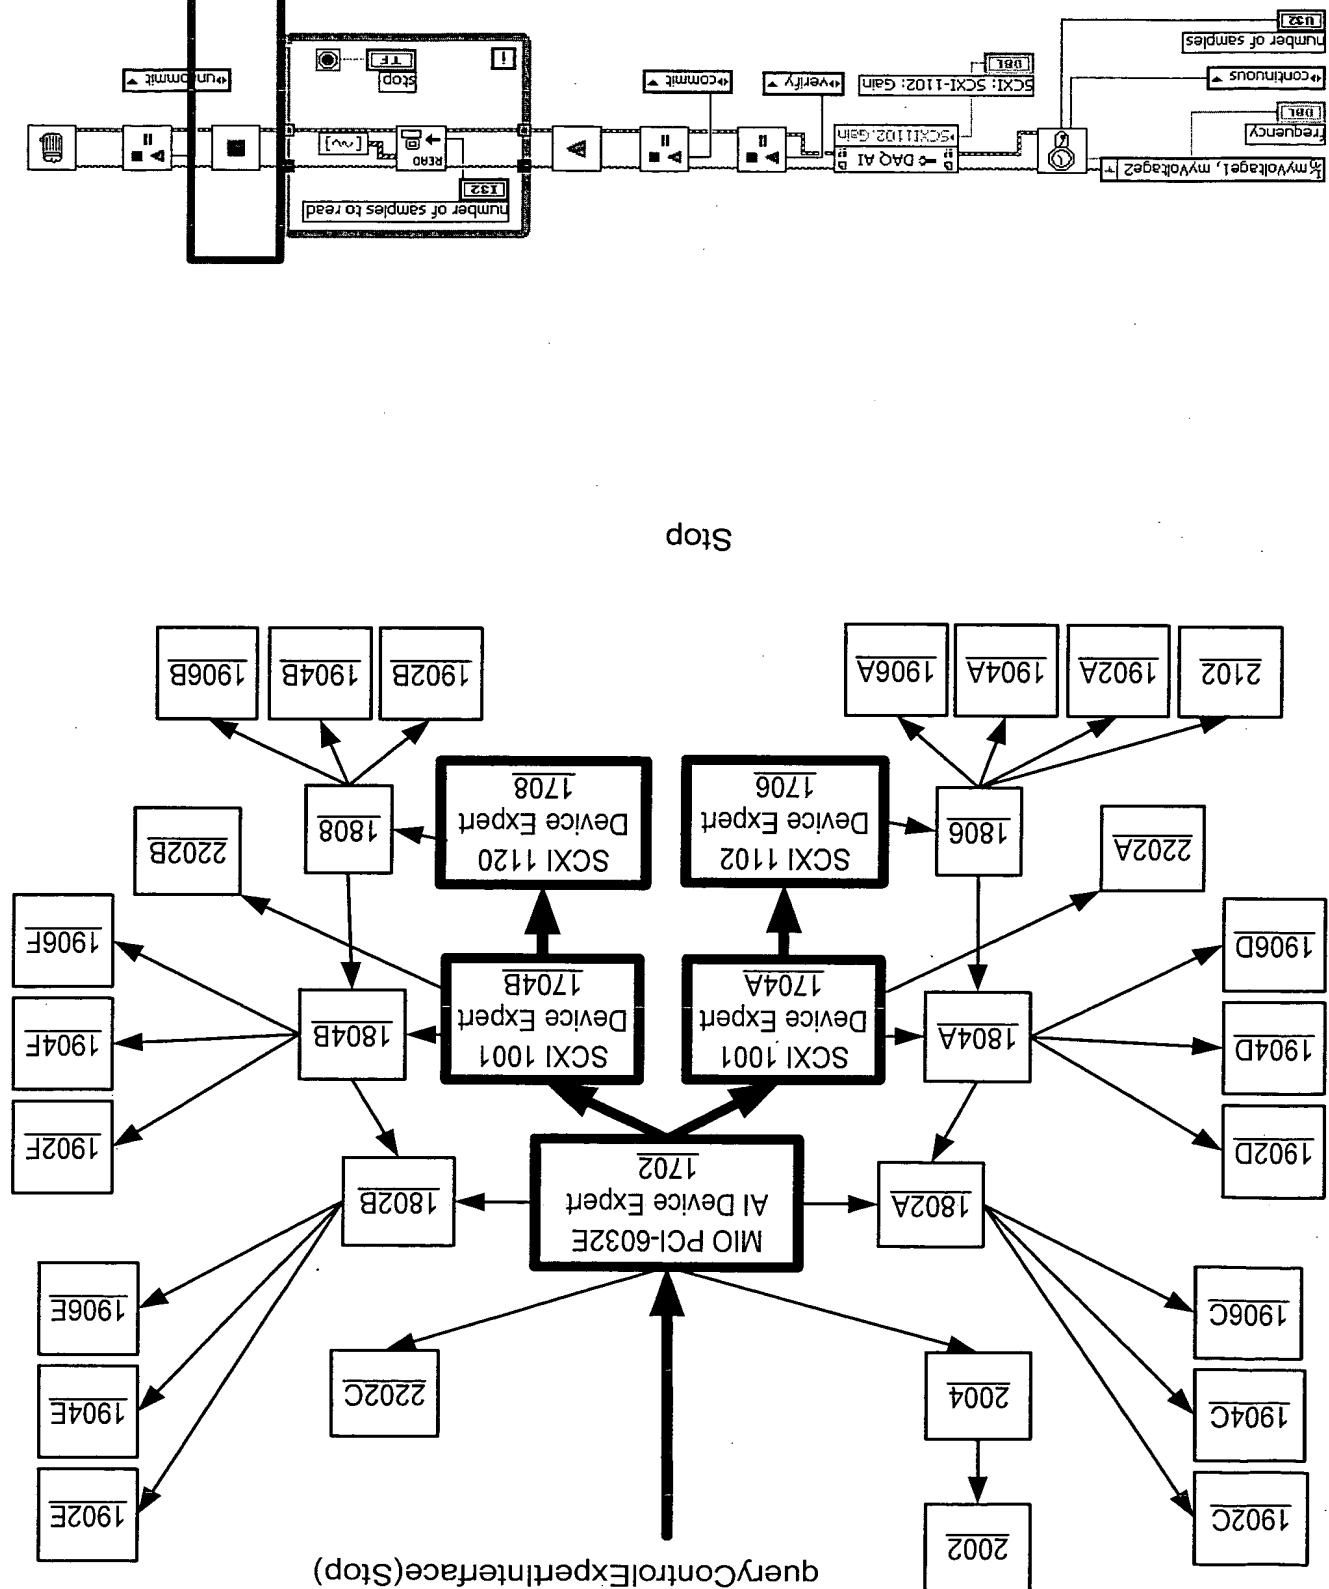 queryControlExpertInterface(Stop)
2002
1902C
1902E
1904C
2004
2202C
1904E
1906C
1906E
MIO PCI-6032E
AI Device Expert
1702
1802A
1802B
1902D
1902F
1904D
1804A
SCXI 1001
Device Expert
1704A
SCXI 1001
Device Expert
1704B
1804B
1904F
1906D
1906F
2202A
2202B
1806
SCXI 1102
Device Expert
1706
SCXI 1120
Device Expert
1708
1808
2102
1902A
1904A
1906A
1902B
1904B
1906B
Stop
myVoltage1, myVoltage2
Frequency
DBL
continuous
number of samples
U32
DAQ AI
SCXI1102.Gain
SCXI: SCXI-1102: Gain
DBL
verify
commit
number of samples to read
I32
READ
stop
TF
i
uncommit